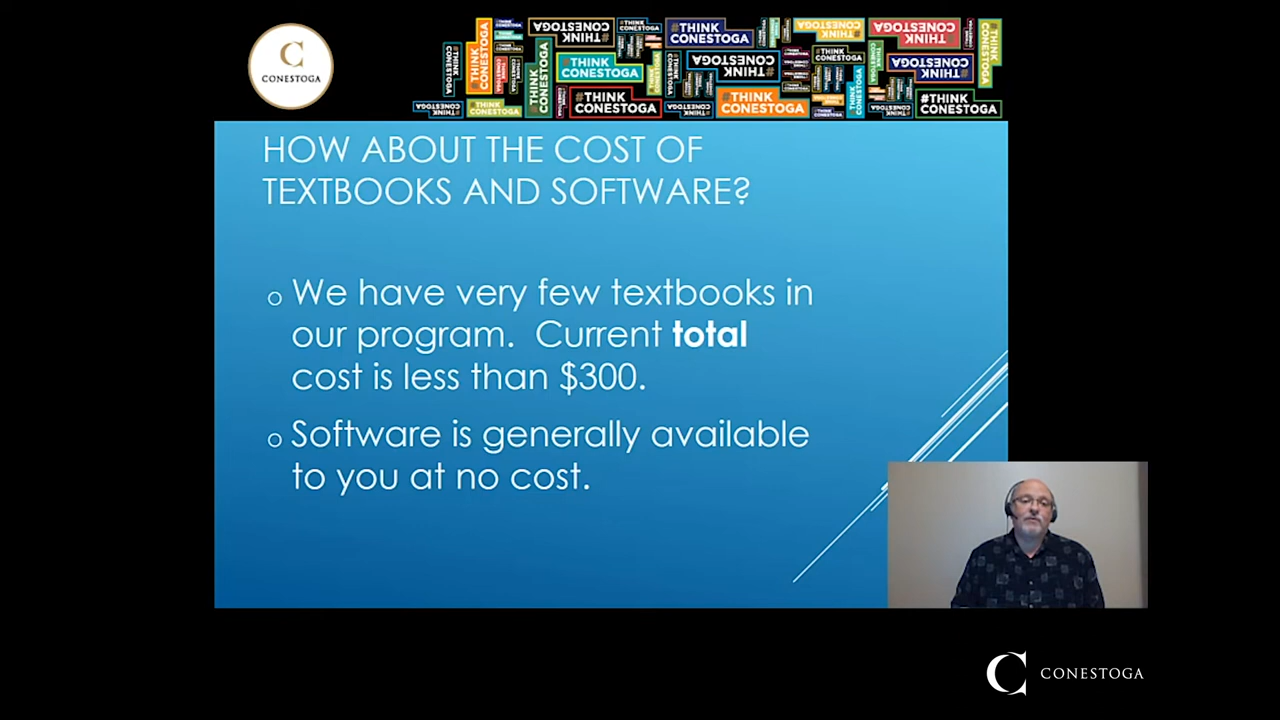 C
CONESTOGA
#THINK
CONESTOGA
HOW ABOUT THE COST OF
TEXTBOOKS AND SOFTWARE?
o We have very few textbooks in
our program. Current total
cost is less than $300.
o Software is generally available
to you at no cost.
C CONESTOGA